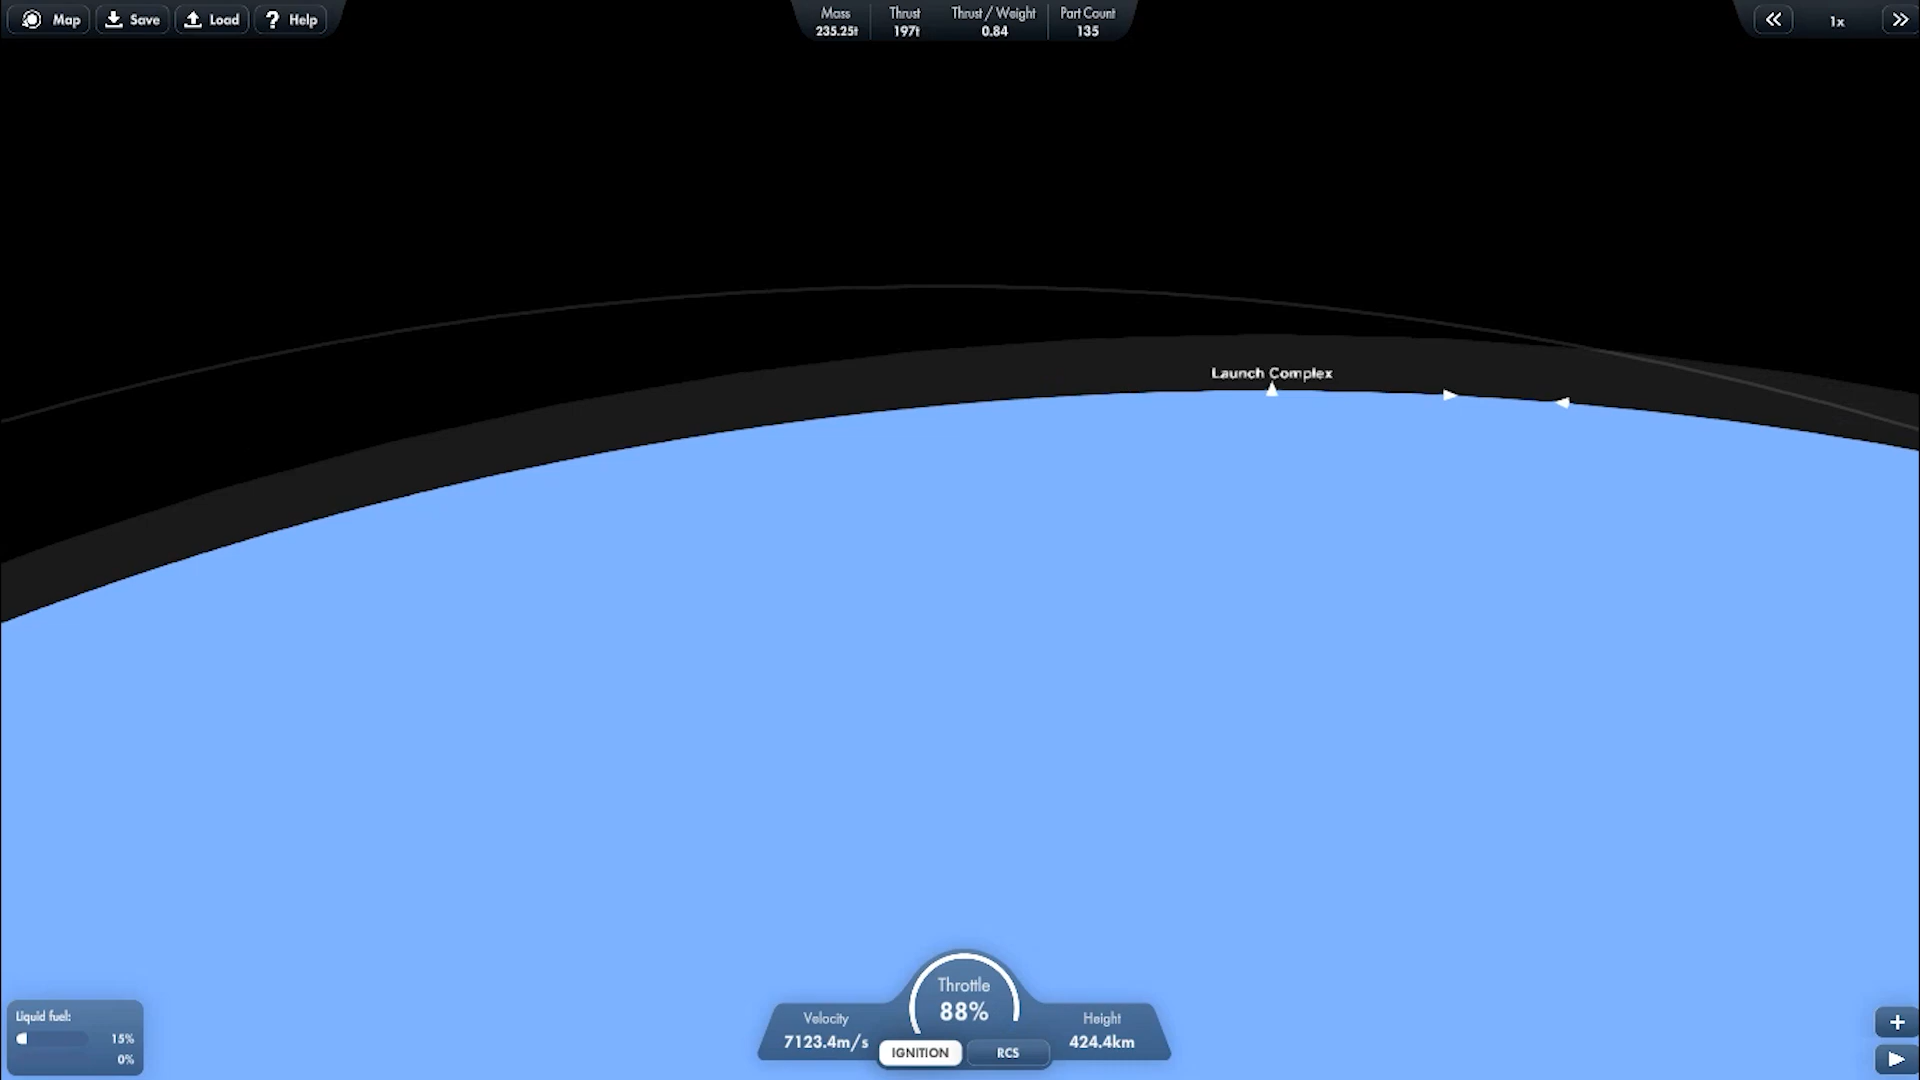 Map Save Load ? Help
Mass Thrust Thrust / Weight Part Count
235.25t 197t 0.84 135
1x
Launch Complex
Liquid fuel:
15%
0%
Throttle
88%
Velocity
7123.4m/s
IGNITION RCS
Height
424.4km